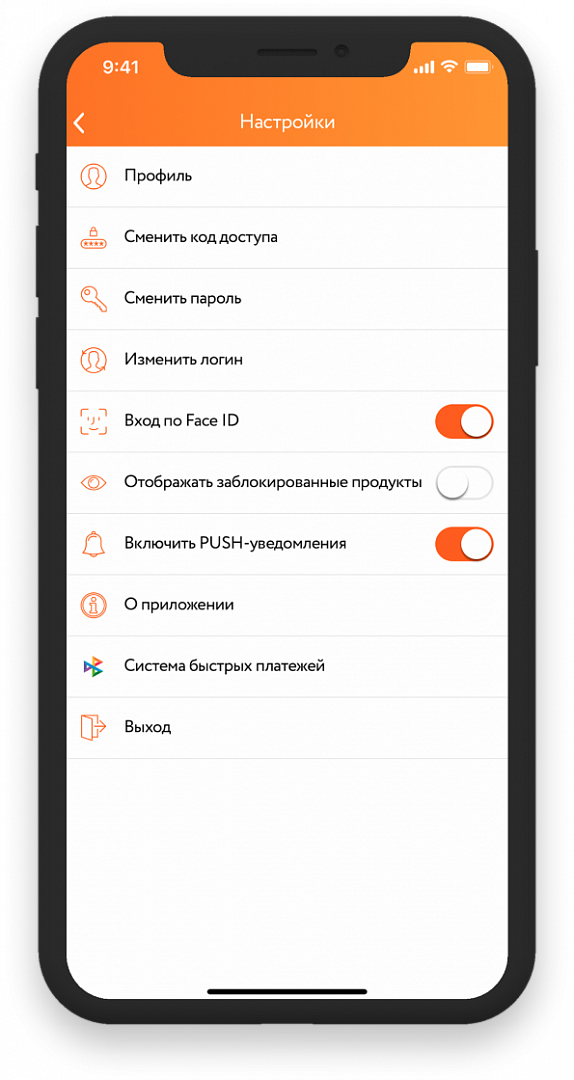 9:41
Настройки
Профиль
Сменить код доступа
Сменить пароль
Изменить логин
Вход по Face ID
Отображать заблокированные продукты
Включить PUSH-уведомления
О приложении
Система быстрых платежей
Выход